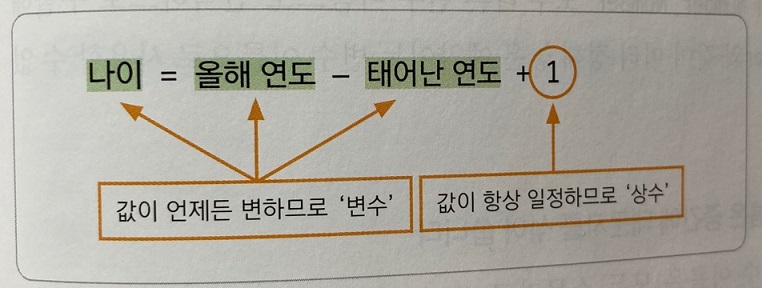 나이 = 올해 연도 – 태어난 연도 + 1
값이 언제든 변하므로 ‘변수’
값이 항상 일정하므로 ‘상수’